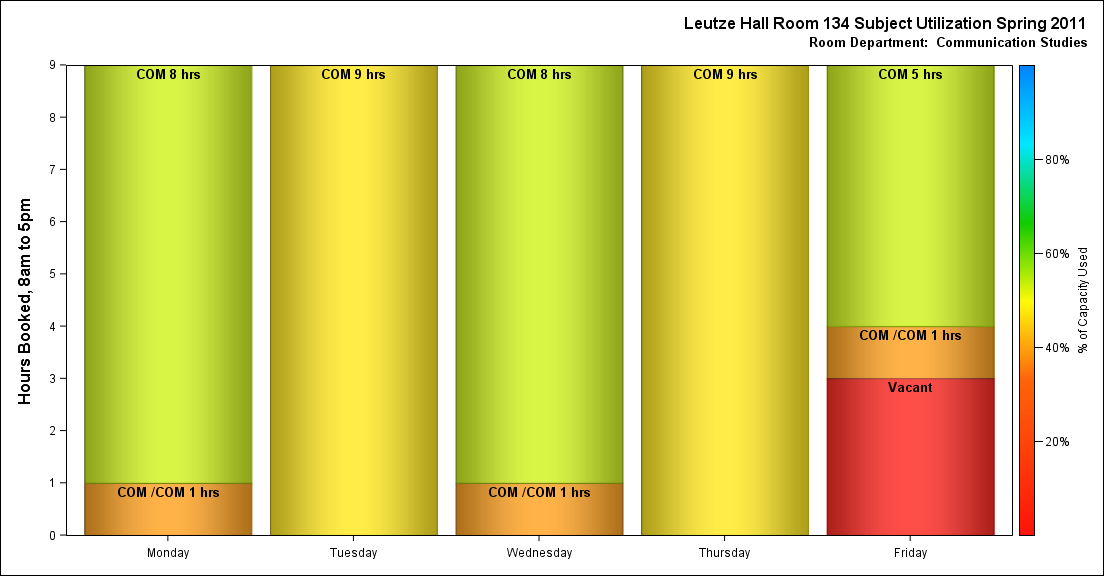 Leutze Hall Room 134 Subject Utilization Spring 2011
Room Department:  Communication Studies
Hours Booked, 8am to 5pm
9
8
7
6
5
4
3
2
1
0
COM 8 hrs
COM /COM 1 hrs
COM 9 hrs
COM 8 hrs
COM /COM 1 hrs
COM 9 hrs
COM 5 hrs
COM /COM 1 hrs
Vacant
Monday
Tuesday
Wednesday
Thursday
Friday
80%
60%
40%
20%
% of Capacity Used